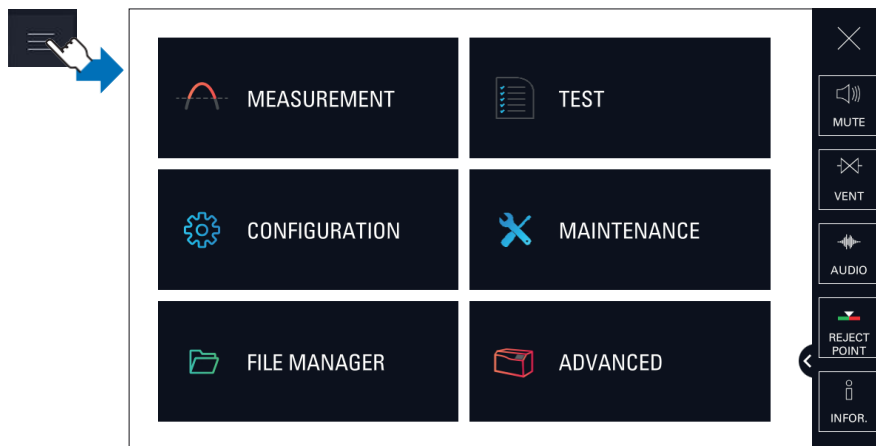 MEASUREMENT
TEST
CONFIGURATION
MAINTENANCE
FILE MANAGER
ADVANCED
MUTE
VENT
AUDIO
REJECT
POINT
INFOR.